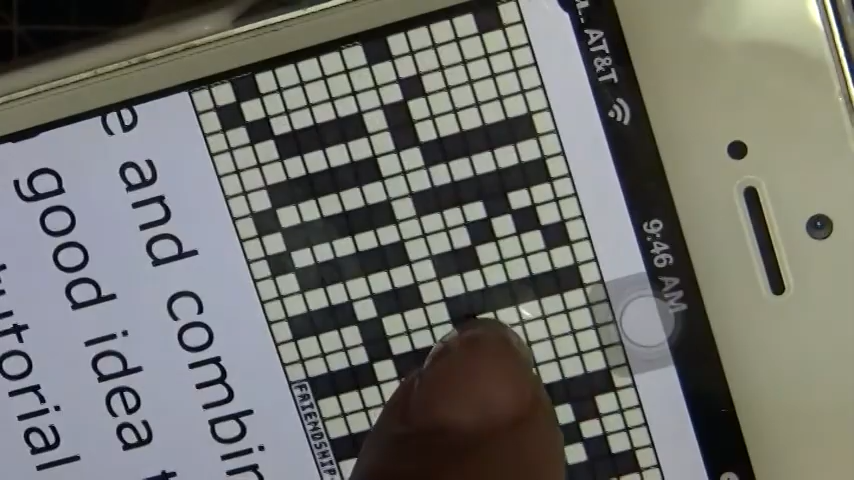 AT&T
9:46 AM
FRIENDSHIP
e and combin
good idea t
utorial